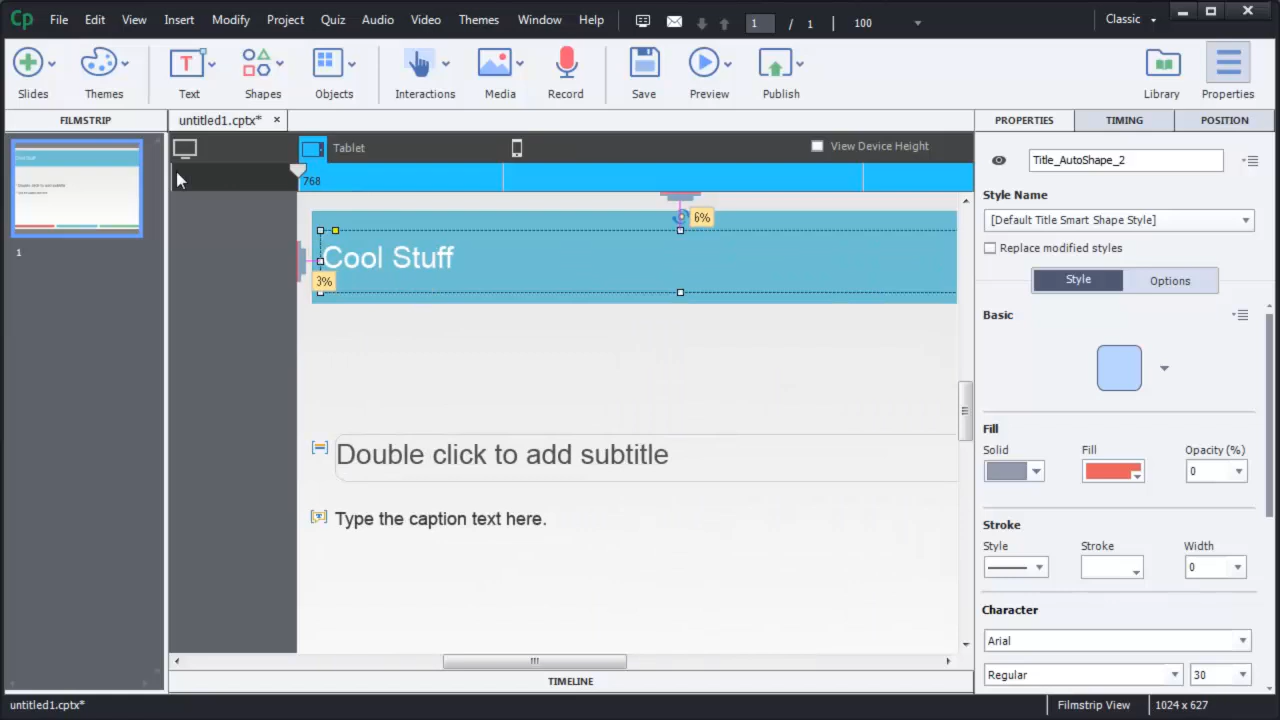 Cp File Edit View Insert Modify Project Quiz Audio Video Themes Window Help 1 / 1 100 Classic
Slides Themes Text Shapes Objects Interactions Media Record Save Preview Publish Library Properties
FILMSTRIP untitled1.cptx* × PROPERTIES TIMING POSITION
Tablet View Device Height
768
Title_AutoShape_2
Style Name
[Default Title Smart Shape Style]
Replace modified styles
Style Options
6%
Cool Stuff
3%
1
Basic
Double click to add subtitle
Type the caption text here.
Fill
Solid Fill Opacity (%)
0
Stroke
Style Stroke Width
0
Character
Arial
Regular 30
TIMELINE
untitled1.cptx* Filmstrip View 1024 x 627